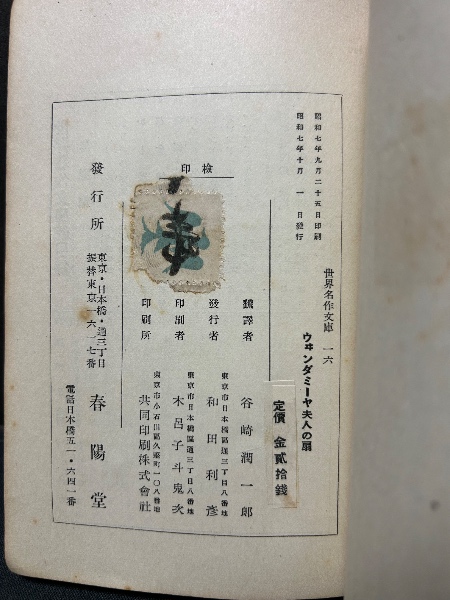 昭和七年九月二十五日印刷
昭和七年十月一日發行
世界名作文庫 一六
ウヰンダミーヤ夫人の扇
定價 金貳拾錢
檢印
飜譯者 谷崎潤一郎
東京市日本橋區通三丁目八番地
發行者 和田利彥
東京市日本橋區通三丁目八番地
印刷者 木呂子斗鬼次
東京市小石川區久堅町一〇八番地
印刷所 共同印刷株式會社
發行所
東京・日本橋・通三丁目
振替東京一六一七番
春陽堂
電話日本橋五一・六四一番